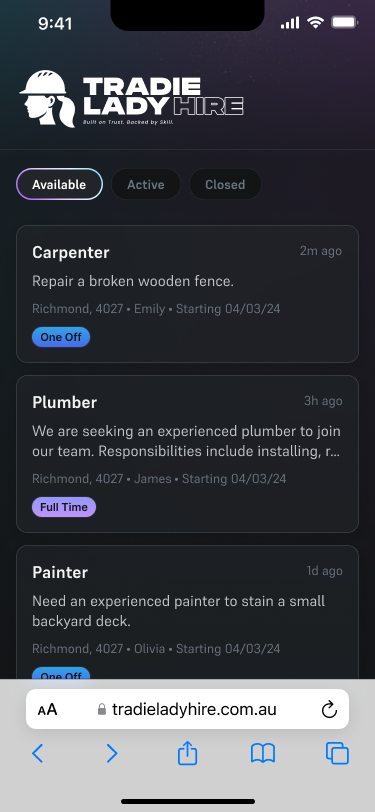 9:41
TRADIE
LADY HIRE
Built on Trust. Backed by Skill.
Available
Active
Closed
Carpenter
2m ago
Repair a broken wooden fence.
Richmond, 4027 • Emily • Starting 04/03/24
One Off
Plumber
3h ago
We are seeking an experienced plumber to join
our team. Responsibilities include installing, r...
Richmond, 4027 • James • Starting 04/03/24
Full Time
Painter
1d ago
Need an experienced painter to stain a small
backyard deck.
Richmond, 4027 • Olivia • Starting 04/03/24
One Off
AA
tradieladyhire.com.au